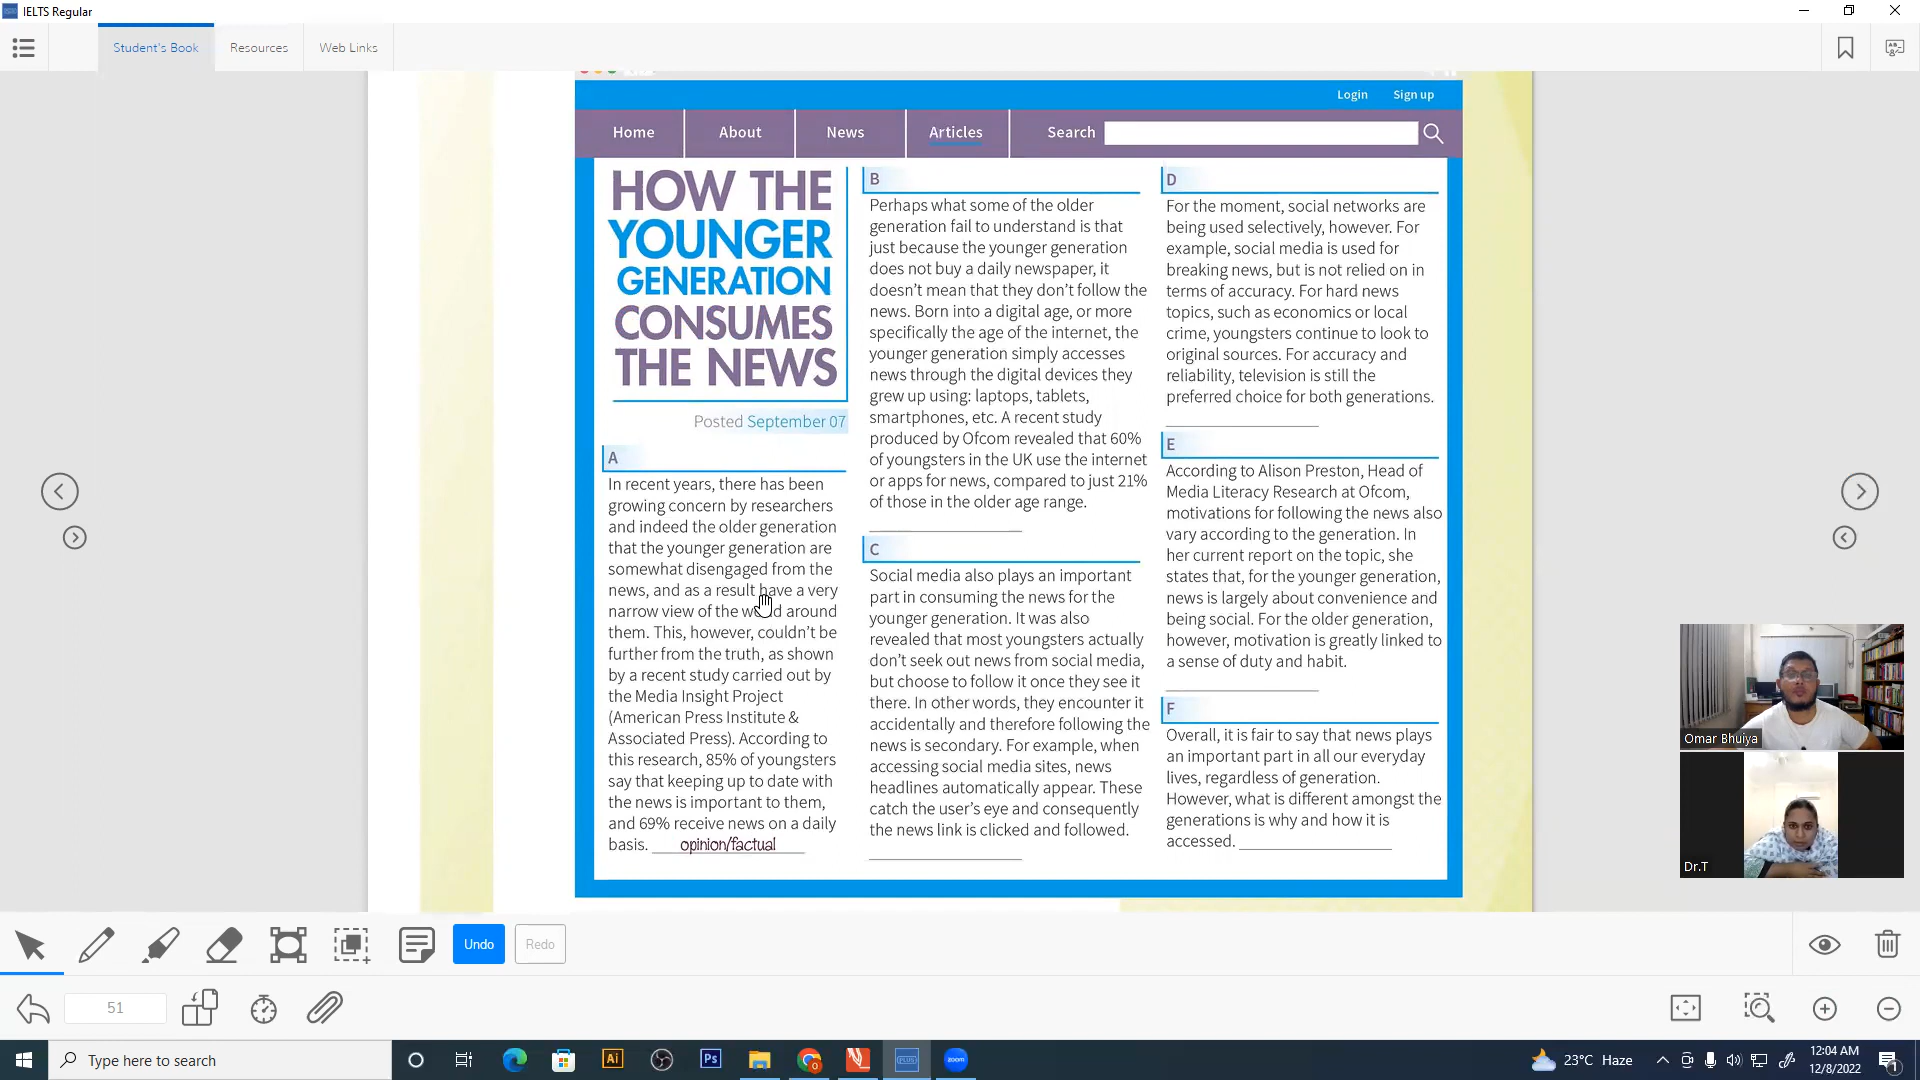 IELTS Regular
Student's Book
Resources
Web Links
Login
Sign up
Home
About
News
Articles
Search
HOW THE
YOUNGER
GENERATION
CONSUMES
THE NEWS
Posted September 07
A
In recent years, there has been
growing concern by researchers
and indeed the older generation
that the younger generation are
somewhat disengaged from the
news, and as a result have a very
narrow view of the world around
them. This, however, couldn't be
further from the truth, as shown
by a recent study carried out by
the Media Insight Project
(American Press Institute &
Associated Press). According to
this research, 85% of youngsters
say that keeping up to date with
the news is important to them,
and 69% receive news on a daily
basis. opinion/factual
B
Perhaps what some of the older
generation fail to understand is that
just because the younger generation
does not buy a daily newspaper, it
doesn't mean that they don't follow the
news. Born into a digital age, or more
specifically the age of the internet, the
younger generation simply accesses
news through the digital devices they
grew up using: laptops, tablets,
smartphones, etc. A recent study
produced by Ofcom revealed that 60%
of youngsters in the UK use the internet
or apps for news, compared to just 21%
of those in the older age range.
C
Social media also plays an important
part in consuming the news for the
younger generation. It was also
revealed that most youngsters actually
don't seek out news from social media,
but choose to follow it once they see it
there. In other words, they encounter it
accidentally and therefore following the
news is secondary. For example, when
accessing social media sites, news
headlines automatically appear. These
catch the user's eye and consequently
the news link is clicked and followed.
D
For the moment, social networks are
being used selectively, however. For
example, social media is used for
breaking news, but is not relied on in
terms of accuracy. For hard news
topics, such as economics or local
crime, youngsters continue to look to
original sources. For accuracy and
reliability, television is still the
preferred choice for both generations.
E
According to Alison Preston, Head of
Media Literacy Research at Ofcom,
motivations for following the news also
vary according to the generation. In
her current report on the topic, she
states that, for the younger generation,
news is largely about convenience and
being social. For the older generation,
however, motivation is greatly linked to
a sense of duty and habit.
F
Overall, it is fair to say that news plays
an important part in all our everyday
lives, regardless of generation.
However, what is different amongst the
generations is why and how it is
accessed.
Omar Bhuiya
Dr.T
Undo
Redo
51
Type here to search
Ai
Ps
zoom
23°C Haze
12:04 AM
12/8/2022
1